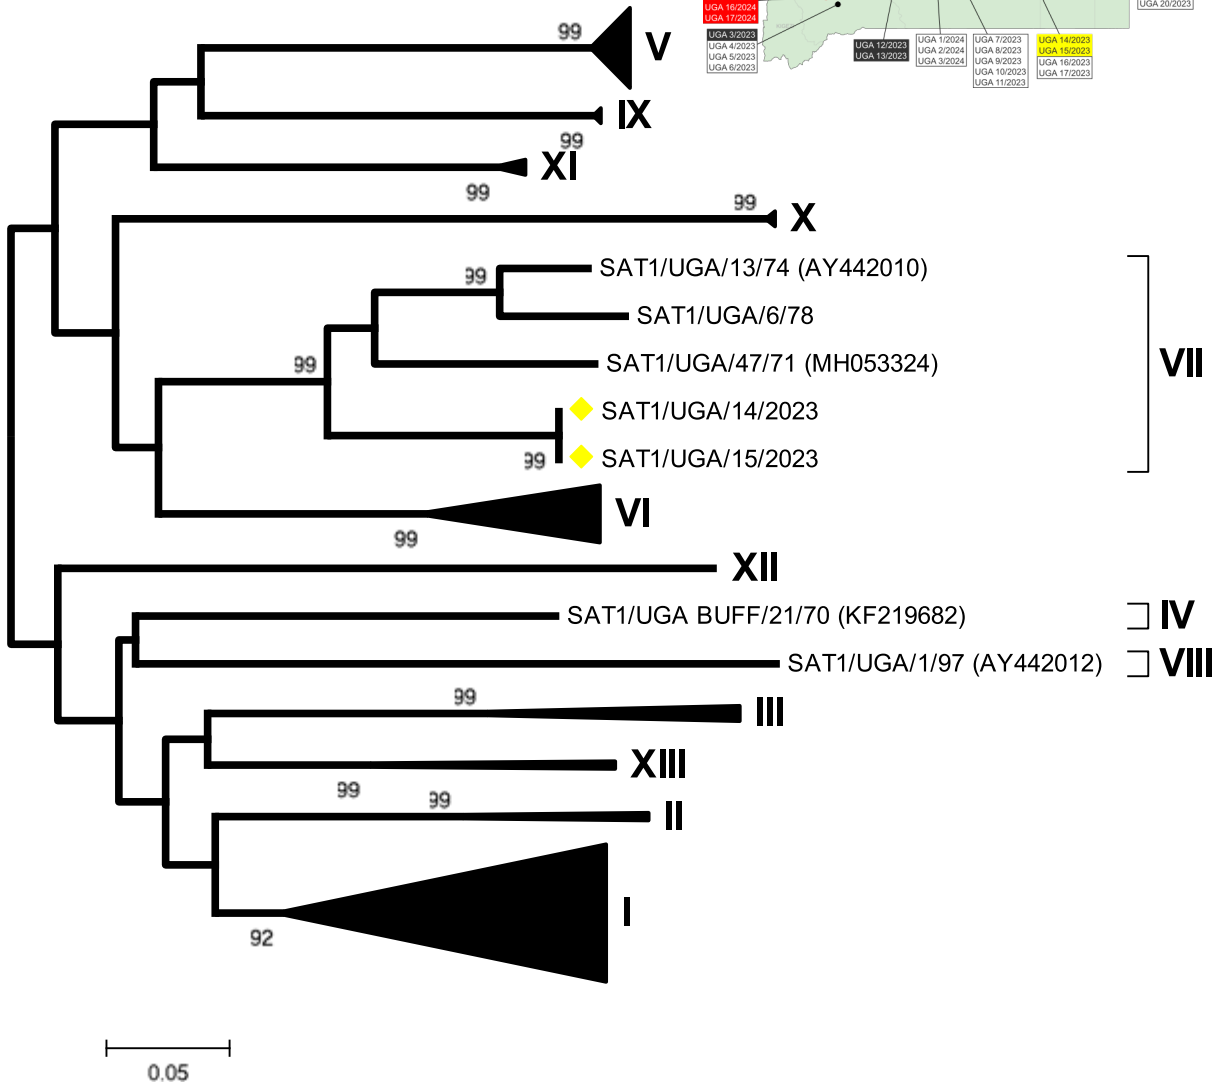 UGA 16/2024
UGA 17/2024
UGA 20/2023
UGA 3/2023
UGA 4/2023
UGA 5/2023
UGA 6/2023
UGA 12/2023
UGA 13/2023
UGA 1/2024
UGA 2/2024
UGA 3/2024
UGA 7/2023
UGA 8/2023
UGA 9/2023
UGA 10/2023
UGA 11/2023
UGA 14/2023
UGA 15/2023
UGA 16/2023
UGA 17/2023
99
V
IX
99
XI
99
99
X
SAT1/UGA/13/74 (AY442010)
99
SAT1/UGA/6/78
99
SAT1/UGA/47/71 (MH053324)
VII
SAT1/UGA/14/2023
SAT1/UGA/15/2023
99
VI
99
XII
SAT1/UGA BUFF/21/70 (KF219682)
IV
SAT1/UGA/1/97 (AY442012)
VIII
99
III
XIII
99
99
II
I
92
0.05